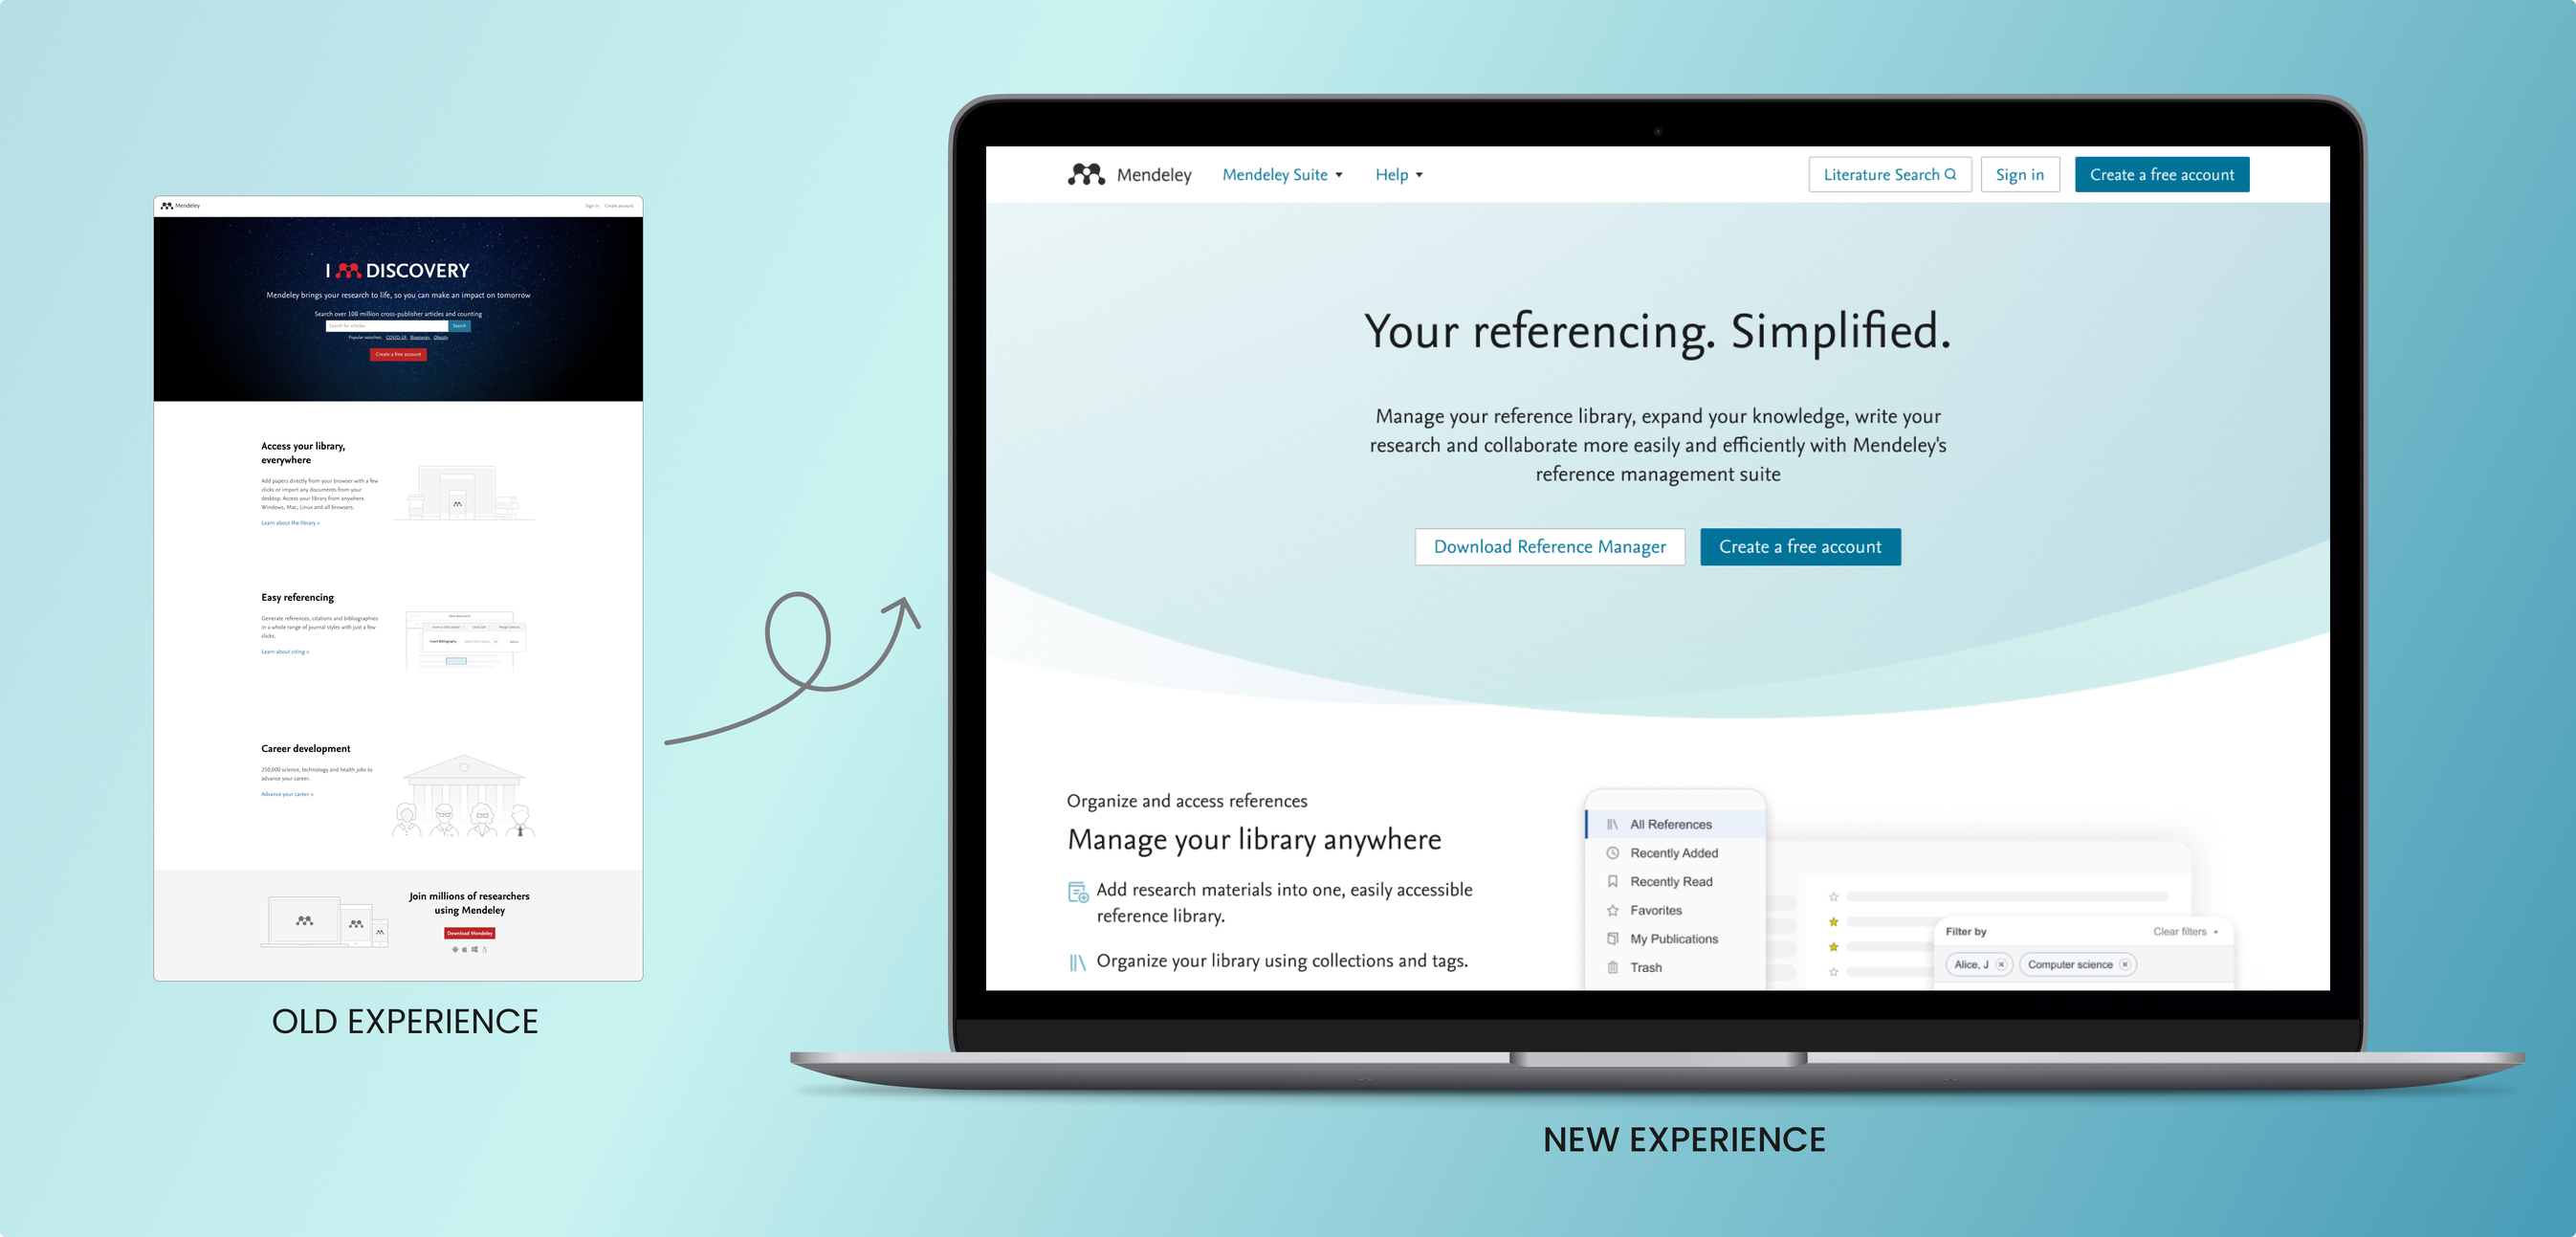 Mendeley
Sign in Create account
I DISCOVERY
Mendeley brings your research to life, so you can make an impact on tomorrow
Search over 100 million cross-publisher articles and counting
Search for articles
Search
Popular searches: COVID-19 Bioenergy Obesity
Create a free account
Access your library,
everywhere
Add papers directly from your browser with a few
clicks or import any documents from your
desktop. Access your library from anywhere.
Windows, Mac, Linux and all browsers.
Learn about the library >
Easy referencing
Generate references, citations and bibliographies
in a whole range of journal styles with just a few
clicks.
Learn about citing >
Insert Bibliography
Career development
250,000 science, technology and health jobs to
advance your career.
Advance your career >
Join millions of researchers
using Mendeley
Download Mendeley
OLD EXPERIENCE
Mendeley Mendeley Suite Help Literature Search Sign in Create a free account
Your referencing. Simplified.
Manage your reference library, expand your knowledge, write your
research and collaborate more easily and efficiently with Mendeley's
reference management suite
Download Reference Manager Create a free account
Organize and access references
Manage your library anywhere
Add research materials into one, easily accessible
reference library.
Organize your library using collections and tags.
All References
Recently Added
Recently Read
Favorites
My Publications
Trash
Filter by Clear filters
Alice, J Computer science
NEW EXPERIENCE